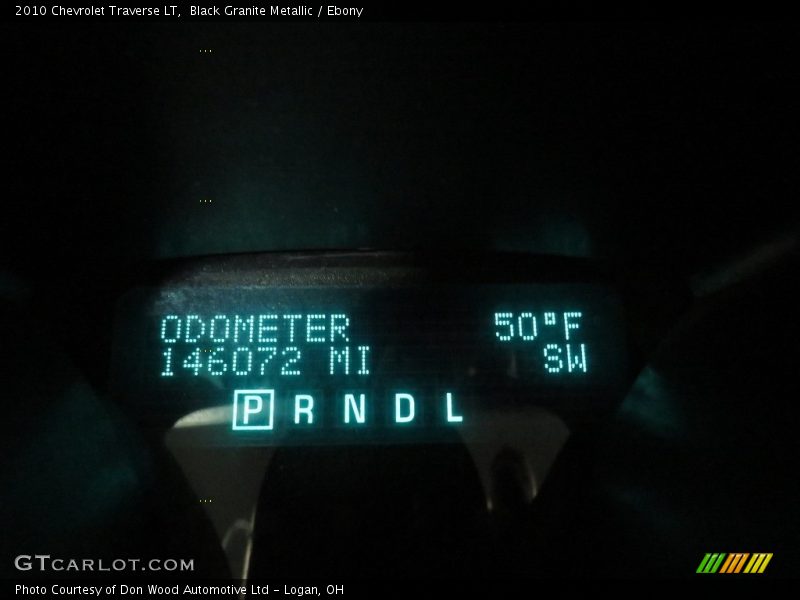 2010 Chevrolet Traverse LT,  Black Granite Metallic / Ebony
ODOMETER 50°F
146072 MI SW
P R N D L
GTCARLOT.COM
Photo Courtesy of Don Wood Automotive Ltd - Logan, OH